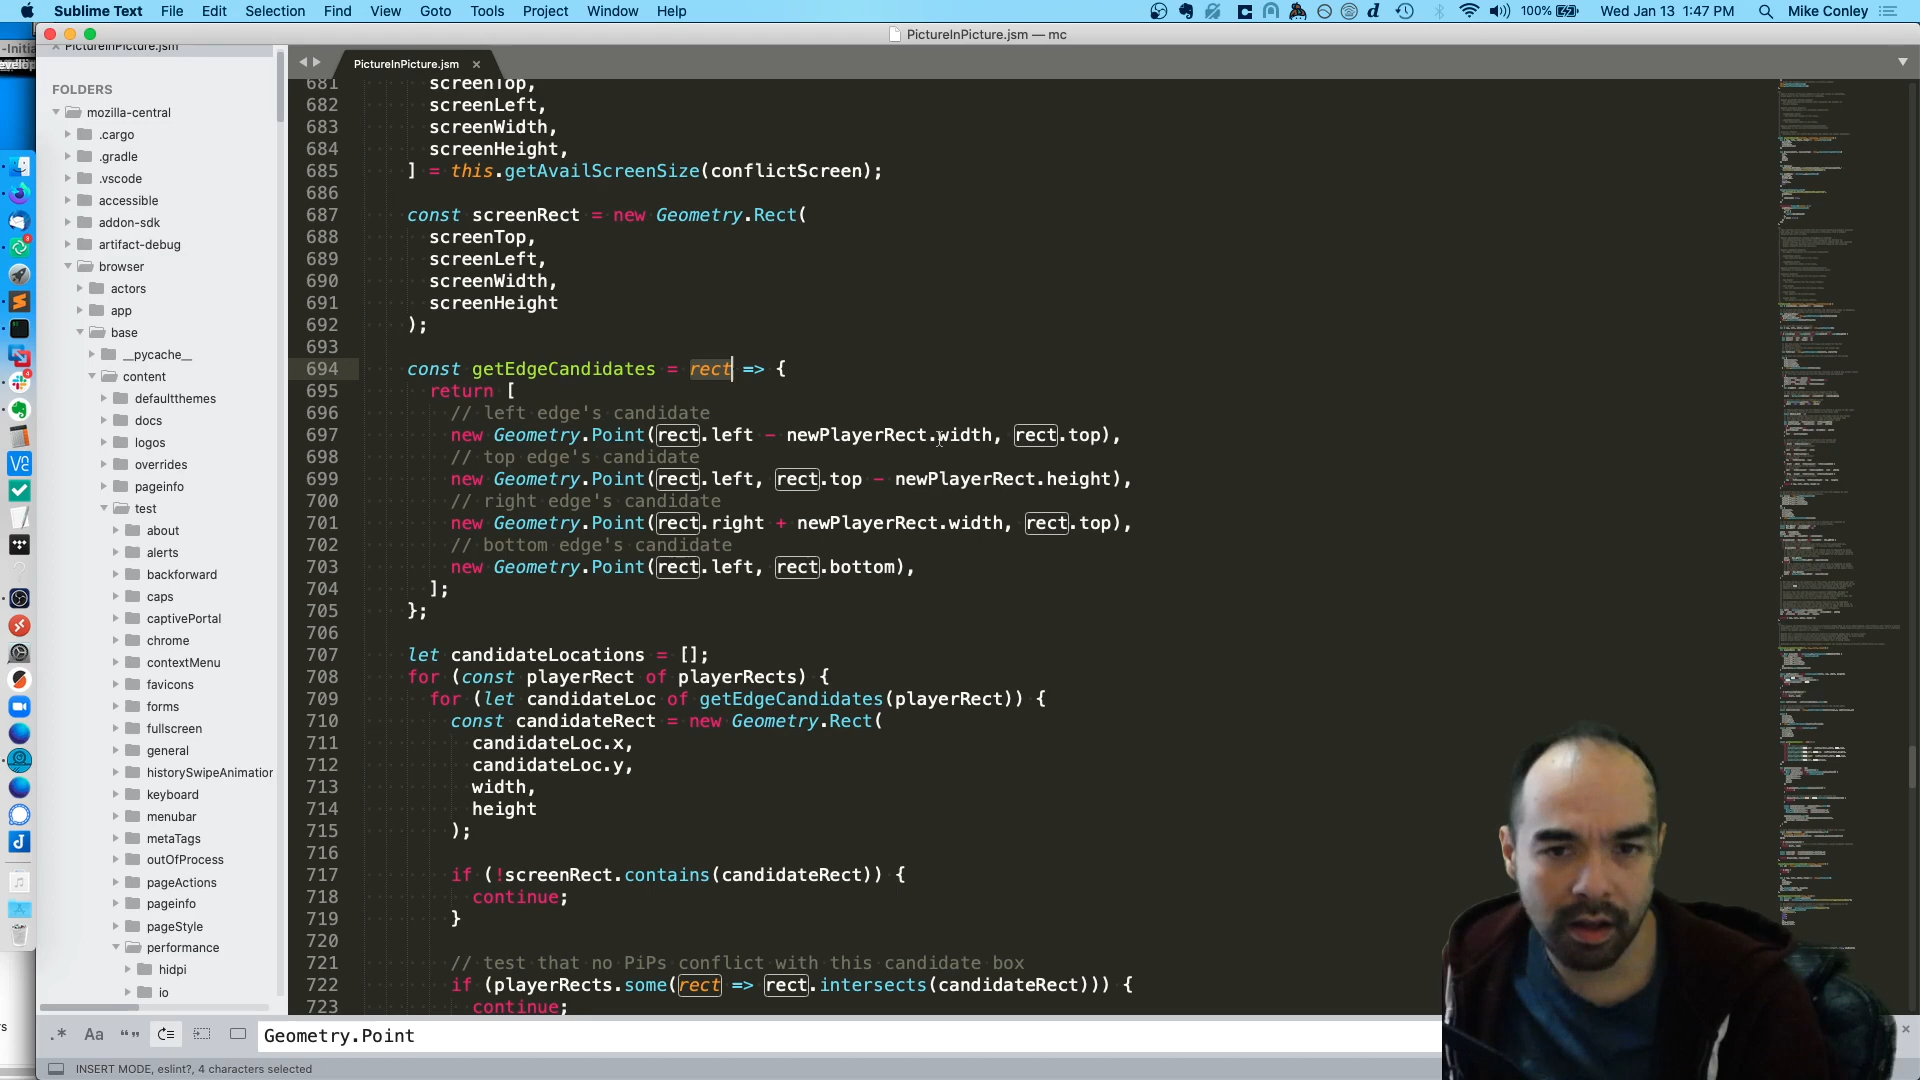 Sublime Text File Edit Selection Find View Goto Tools Project Window Help 100% Wed Jan 13 1:47 PM Mike Conley
PictureInPicture.jsm — mc
PictureInPicture.jsm
PictureInPicture.jsm
FOLDERS
mozilla-central
.cargo
.gradle
.vscode
accessible
addon-sdk
artifact-debug
browser
actors
app
base
__pycache__
content
defaultthemes
docs
logos
overrides
pageinfo
test
about
alerts
backforward
caps
captivePortal
chrome
contextMenu
favicons
forms
fullscreen
general
historySwipeAnimation
keyboard
menubar
metaTags
outOfProcess
pageActions
pageinfo
pageStyle
performance
hidpi
io
681 screenTop,
682 screenLeft,
683 screenWidth,
684 screenHeight,
685 ] = this.getAvailScreenSize(conflictScreen);
686
687 const screenRect = new Geometry.Rect(
688 screenTop,
689 screenLeft,
690 screenWidth,
691 screenHeight
692 );
693
694 const getEdgeCandidates = rect => {
695 return [
696 // left edge's candidate
697 new Geometry.Point(rect.left - newPlayerRect.width, rect.top),
698 // top edge's candidate
699 new Geometry.Point(rect.left, rect.top - newPlayerRect.height),
700 // right edge's candidate
701 new Geometry.Point(rect.right + newPlayerRect.width, rect.top),
702 // bottom edge's candidate
703 new Geometry.Point(rect.left, rect.bottom),
704 ];
705 };
706
707 let candidateLocations = [];
708 for (const playerRect of playerRects) {
709 for (let candidateLoc of getEdgeCandidates(playerRect)) {
710 const candidateRect = new Geometry.Rect(
711 candidateLoc.x,
712 candidateLoc.y,
713 width,
714 height
715 );
716
717 if (!screenRect.contains(candidateRect)) {
718 continue;
719 }
720
721 // test that no PiPs conflict with this candidate box
722 if (playerRects.some(rect => rect.intersects(candidateRect))) {
723 continue;
.* Aa “” Geometry.Point
INSERT MODE, eslint?, 4 characters selected